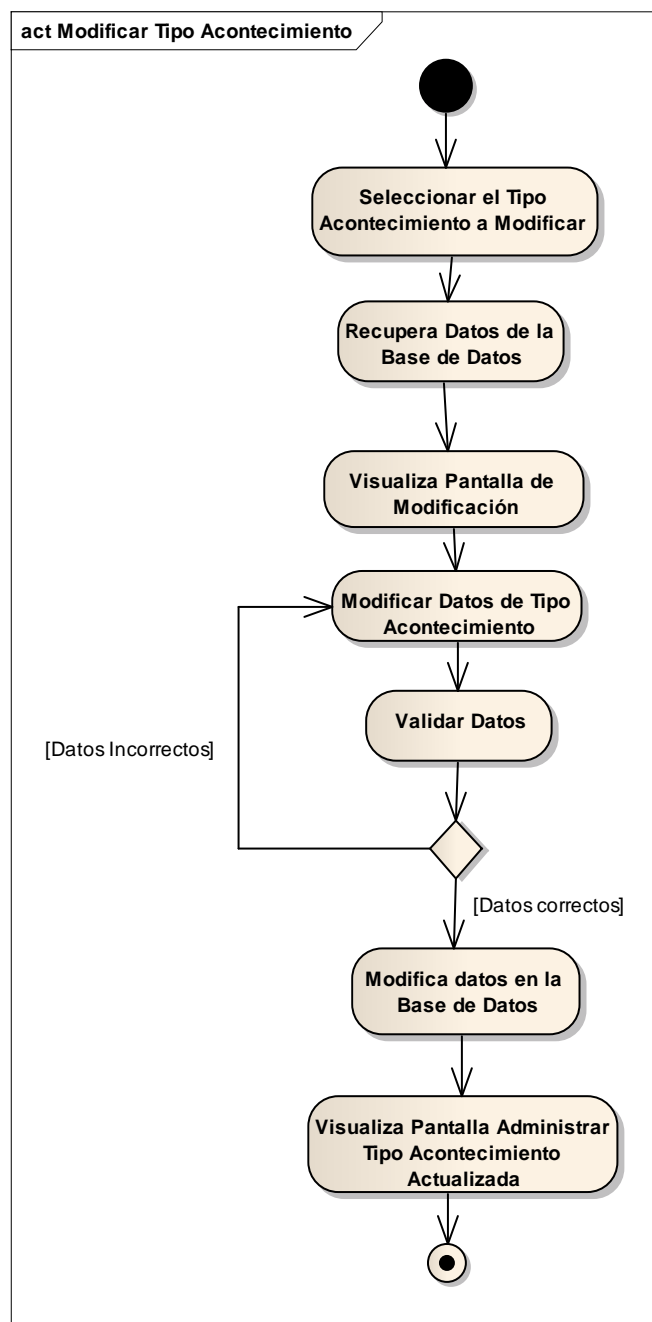 act Modificar Tipo Acontecimiento
Seleccionar el Tipo
Acontecimiento a Modificar
Recupera Datos de la
Base de Datos
Visualiza Pantalla de
Modificación
Modificar Datos de Tipo
Acontecimiento
Validar Datos
[Datos Incorrectos]
[Datos correctos]
Modifica datos en la
Base de Datos
Visualiza Pantalla Administrar
Tipo Acontecimiento
Actualizada